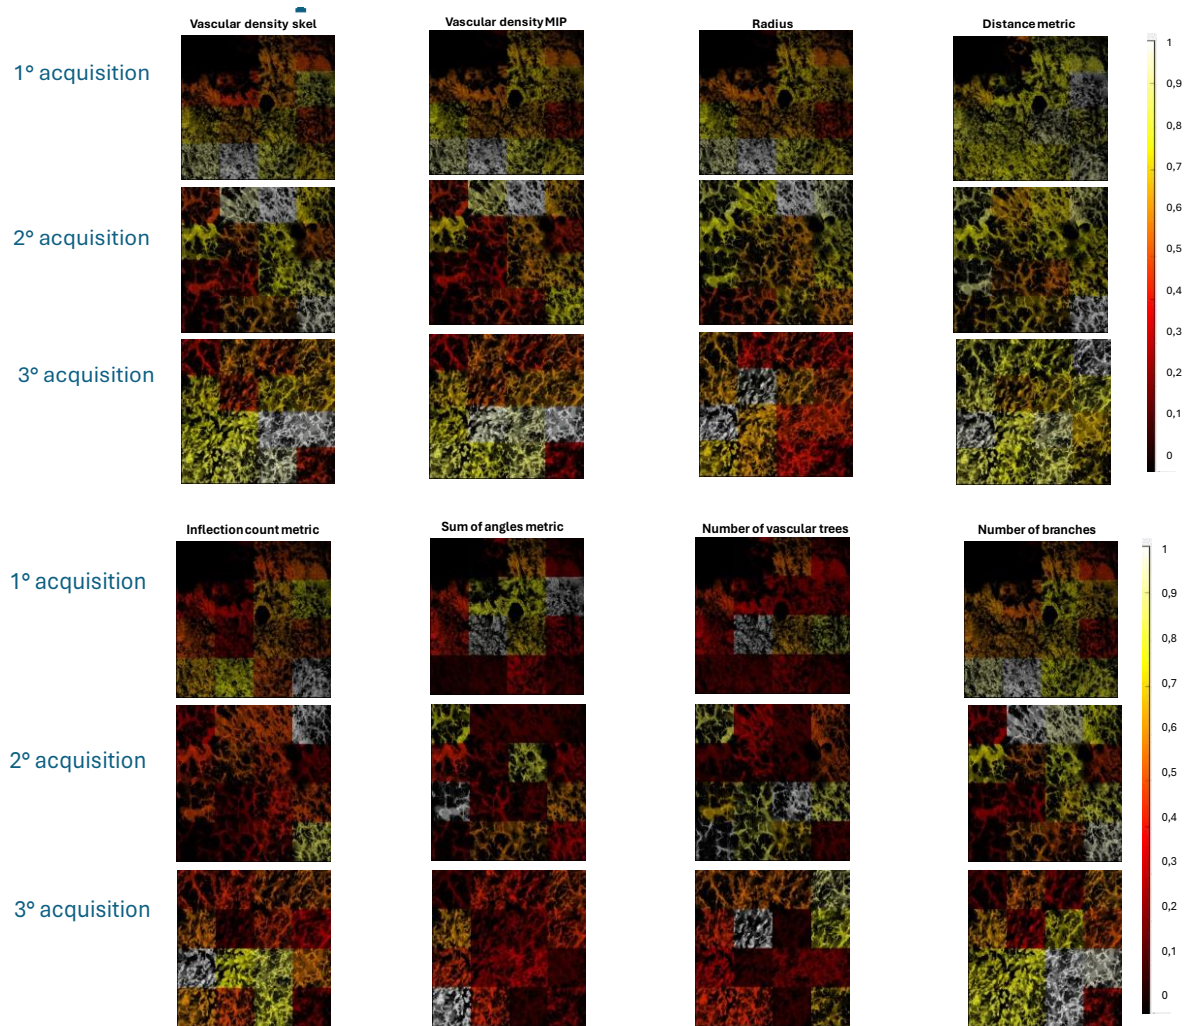 Vascular density skel
Vascular density MIP
Radius
Distance metric
1° acquisition
2° acquisition
3° acquisition
1
0,9
0,8
0,7
0,6
0,5
0,4
0,3
0,2
0,1
0
Inflection count metric
Sum of angles metric
Number of vascular trees
Number of branches
1° acquisition
2° acquisition
3° acquisition
1
0,9
0,8
0,7
0,6
0,5
0,4
0,3
0,2
0,1
0